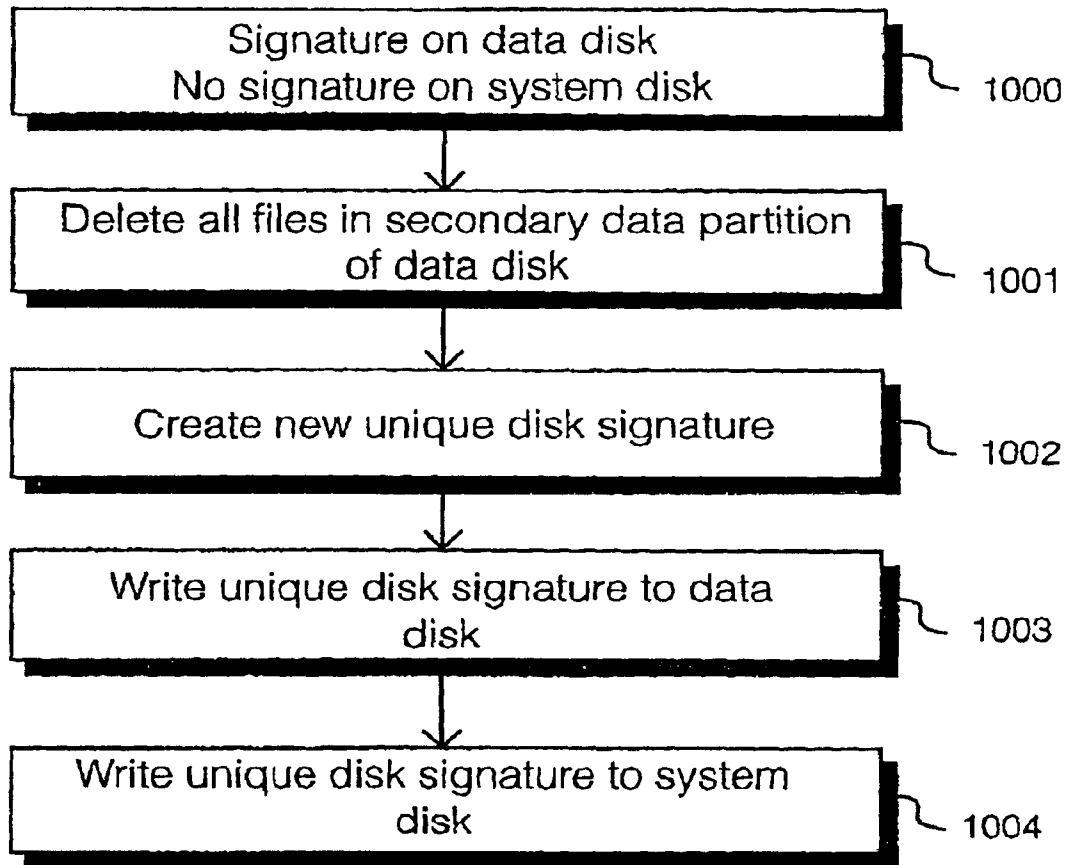 Signature on data disk
No signature on system disk
1000
Delete all files in secondary data partition
of data disk
1001
Create new unique disk signature
1002
Write unique disk signature to data
disk
1003
Write unique disk signature to system
disk
1004